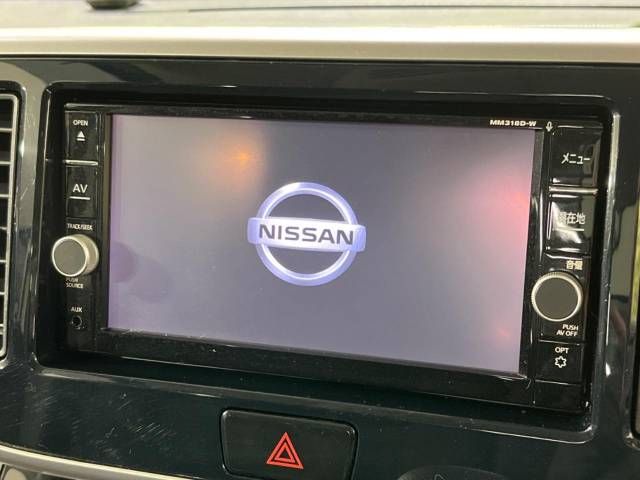 MM318D-W
OPEN
AV
TRACK/SEEK
PUSH
SOURCE
AUX
NISSAN
メニュー
現在地
音量
PUSH
AV OFF
OPT